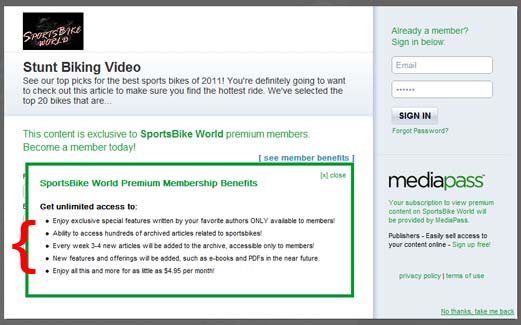 SPORTSBIKE
WORLD
Stunt Biking Video
See our top picks for the best sports bikes of 2011! You're definitely going to want
to check out this article to make sure you find the hottest ride. We've selected the
top 20 bikes that are...
This content is exclusive to SportsBike World premium members.
Become a member today!
[ see member benefits ]
[x] close
SportsBike World Premium Membership Benefits
Get unlimited access to:
• Enjoy exclusive special features written by your favorite authors ONLY available to members!
• Ability to access hundreds of archived articles related to sportsbikes!
• Every week 3-4 new articles will be added to the archive, accessible only to members!
• New features and offerings will be added, such as e-books and PDFs in the near future.
• Enjoy all this and more for as little as $4.95 per month!
Already a member?
Sign in below:
Email
••••••
SIGN IN
Forgot Password?
mediapass
Your subscription to view premium
content on SportsBike World will
be provided by MediaPass.
Publishers - Easily sell access to
your content online - Sign up free!
privacy policy | terms of use
No thanks, take me back